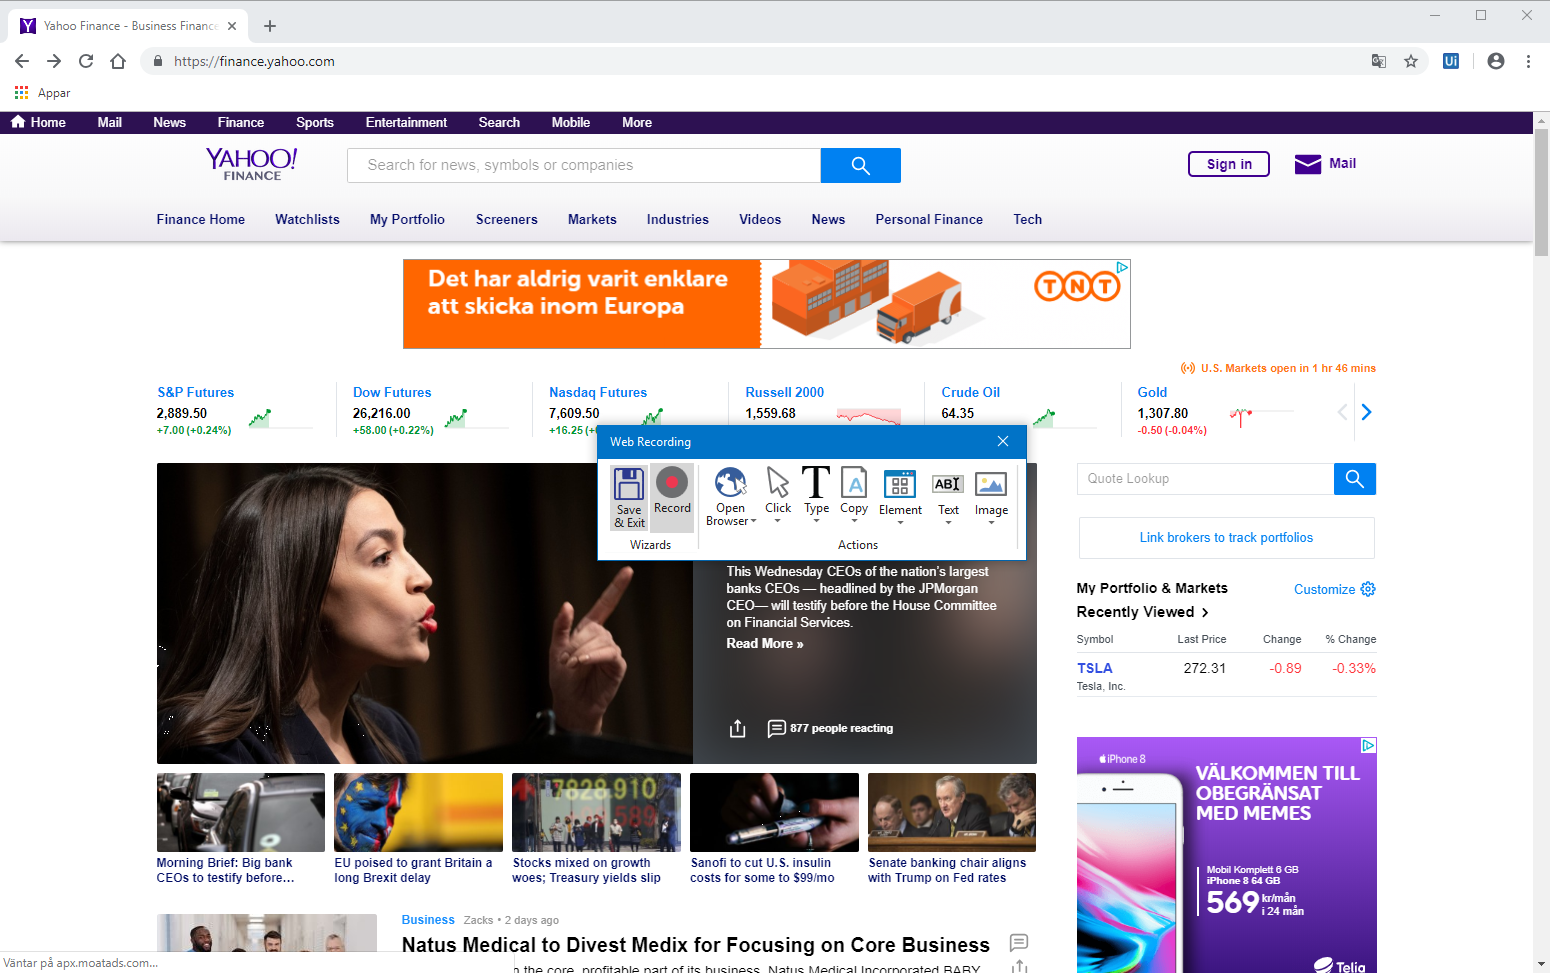 Yahoo Finance - Business Finance
https://finance.yahoo.com
Ui
Appar
Home Mail News Finance Sports Entertainment Search Mobile More
YAHOO!
FINANCE
Search for news, symbols or companies
Sign in
Mail
Finance Home Watchlists My Portfolio Screeners Markets Industries Videos News Personal Finance Tech
Det har aldrig varit enklare
att skicka inom Europa
TNT
U.S. Markets open in 1 hr 46 mins
S&P Futures
2,889.50
+7.00 (+0.24%)
Dow Futures
26,216.00
+58.00 (+0.22%)
Nasdaq Futures
7,609.50
+16.25 (+
Russell 2000
1,559.68
Crude Oil
64.35
Gold
1,307.80
-0.50 (-0.04%)
Web Recording
Save
& Exit
Record
Open
Browser
Click
Type
Copy
Element
Text
Image
Wizards
Actions
This Wednesday CEOs of the nation's largest
banks CEOs — headlined by the JPMorgan
CEO— will testify before the House Committee
on Financial Services.
Read More »
877 people reacting
Quote Lookup
Link brokers to track portfolios
My Portfolio & Markets
Customize
Recently Viewed
Symbol Last Price Change % Change
TSLA 272.31 -0.89 -0.33%
Tesla, Inc.
7828.910
589
Morning Brief: Big bank
CEOs to testify before...
EU poised to grant Britain a
long Brexit delay
Stocks mixed on growth
woes; Treasury yields slip
Sanofi to cut U.S. insulin
costs for some to $99/mo
Senate banking chair aligns
with Trump on Fed rates
iPhone 8
VÄLKOMMEN TILL
OBEGRÄNSAT
MED MEMES
Mobil Komplett 6 GB
iPhone 8 64 GB
569 kr/mån
i 24 mån
Telia
Business Zacks • 2 days ago
Natus Medical to Divest Medix for Focusing on Core Business
the core, profitable part of its business, Natus Medical Incorporated BABY
Väntar på apx.moatads.com...